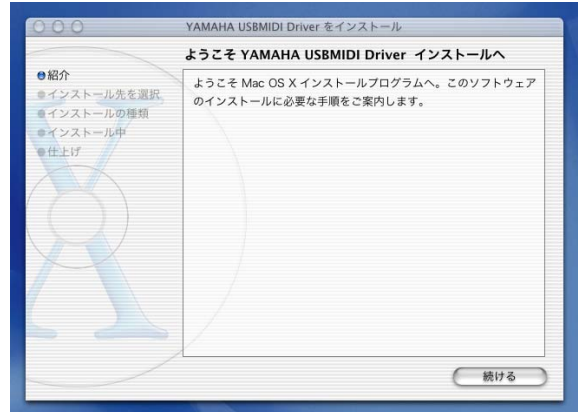 YAMAHA USBMIDI Driver をインストール
ようこそ YAMAHA USBMIDI Driver インストールへ
紹介
インストール先を選択
インストールの種類
インストール中
仕上げ
ようこそ Mac OS X インストールプログラムへ。このソフトウェア
のインストールに必要な手順をご案内します。
続ける